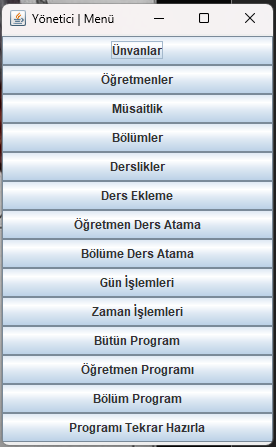 Yönetici | Menü
Ünvanlar
Öğretmenler
Müsaitlik
Bölümler
Derslikler
Ders Ekleme
Öğretmen Ders Atama
Bölüme Ders Atama
Gün İşlemleri
Zaman İşlemleri
Bütün Program
Öğretmen Programı
Bölüm Program
Programı Tekrar Hazırla